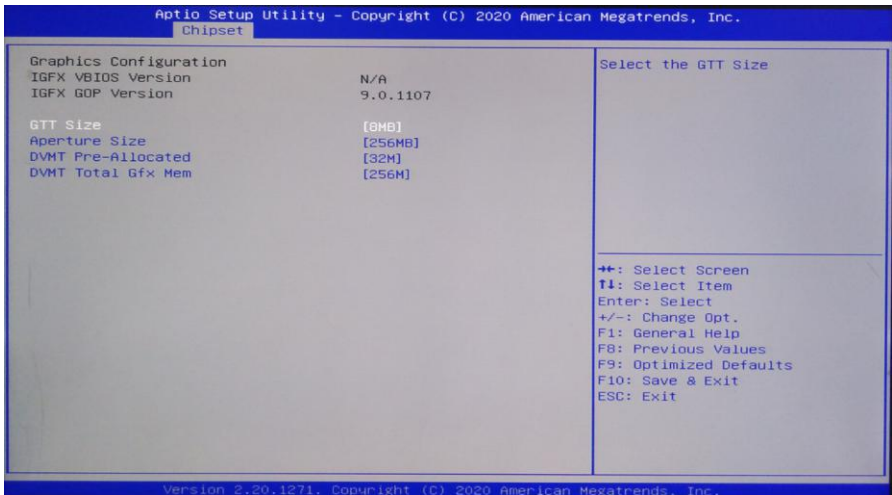 Aptio Setup Utility – Copyright (C) 2020 American Megatrends, Inc.
Chipset
Graphics Configuration
IGFX VBIOS Version N/A
IGFX GOP Version 9.0.1107
GTT Size [8MB]
Aperture Size [256MB]
DVMT Pre-Allocated [32M]
DVMT Total Gfx Mem [256M]
Select the GTT Size
→←: Select Screen
↑↓: Select Item
Enter: Select
+/-: Change Opt.
F1: General Help
F8: Previous Values
F9: Optimized Defaults
F10: Save & Exit
ESC: Exit
Version 2.20.1271. Copyright (C) 2020 American Megatrends, Inc.